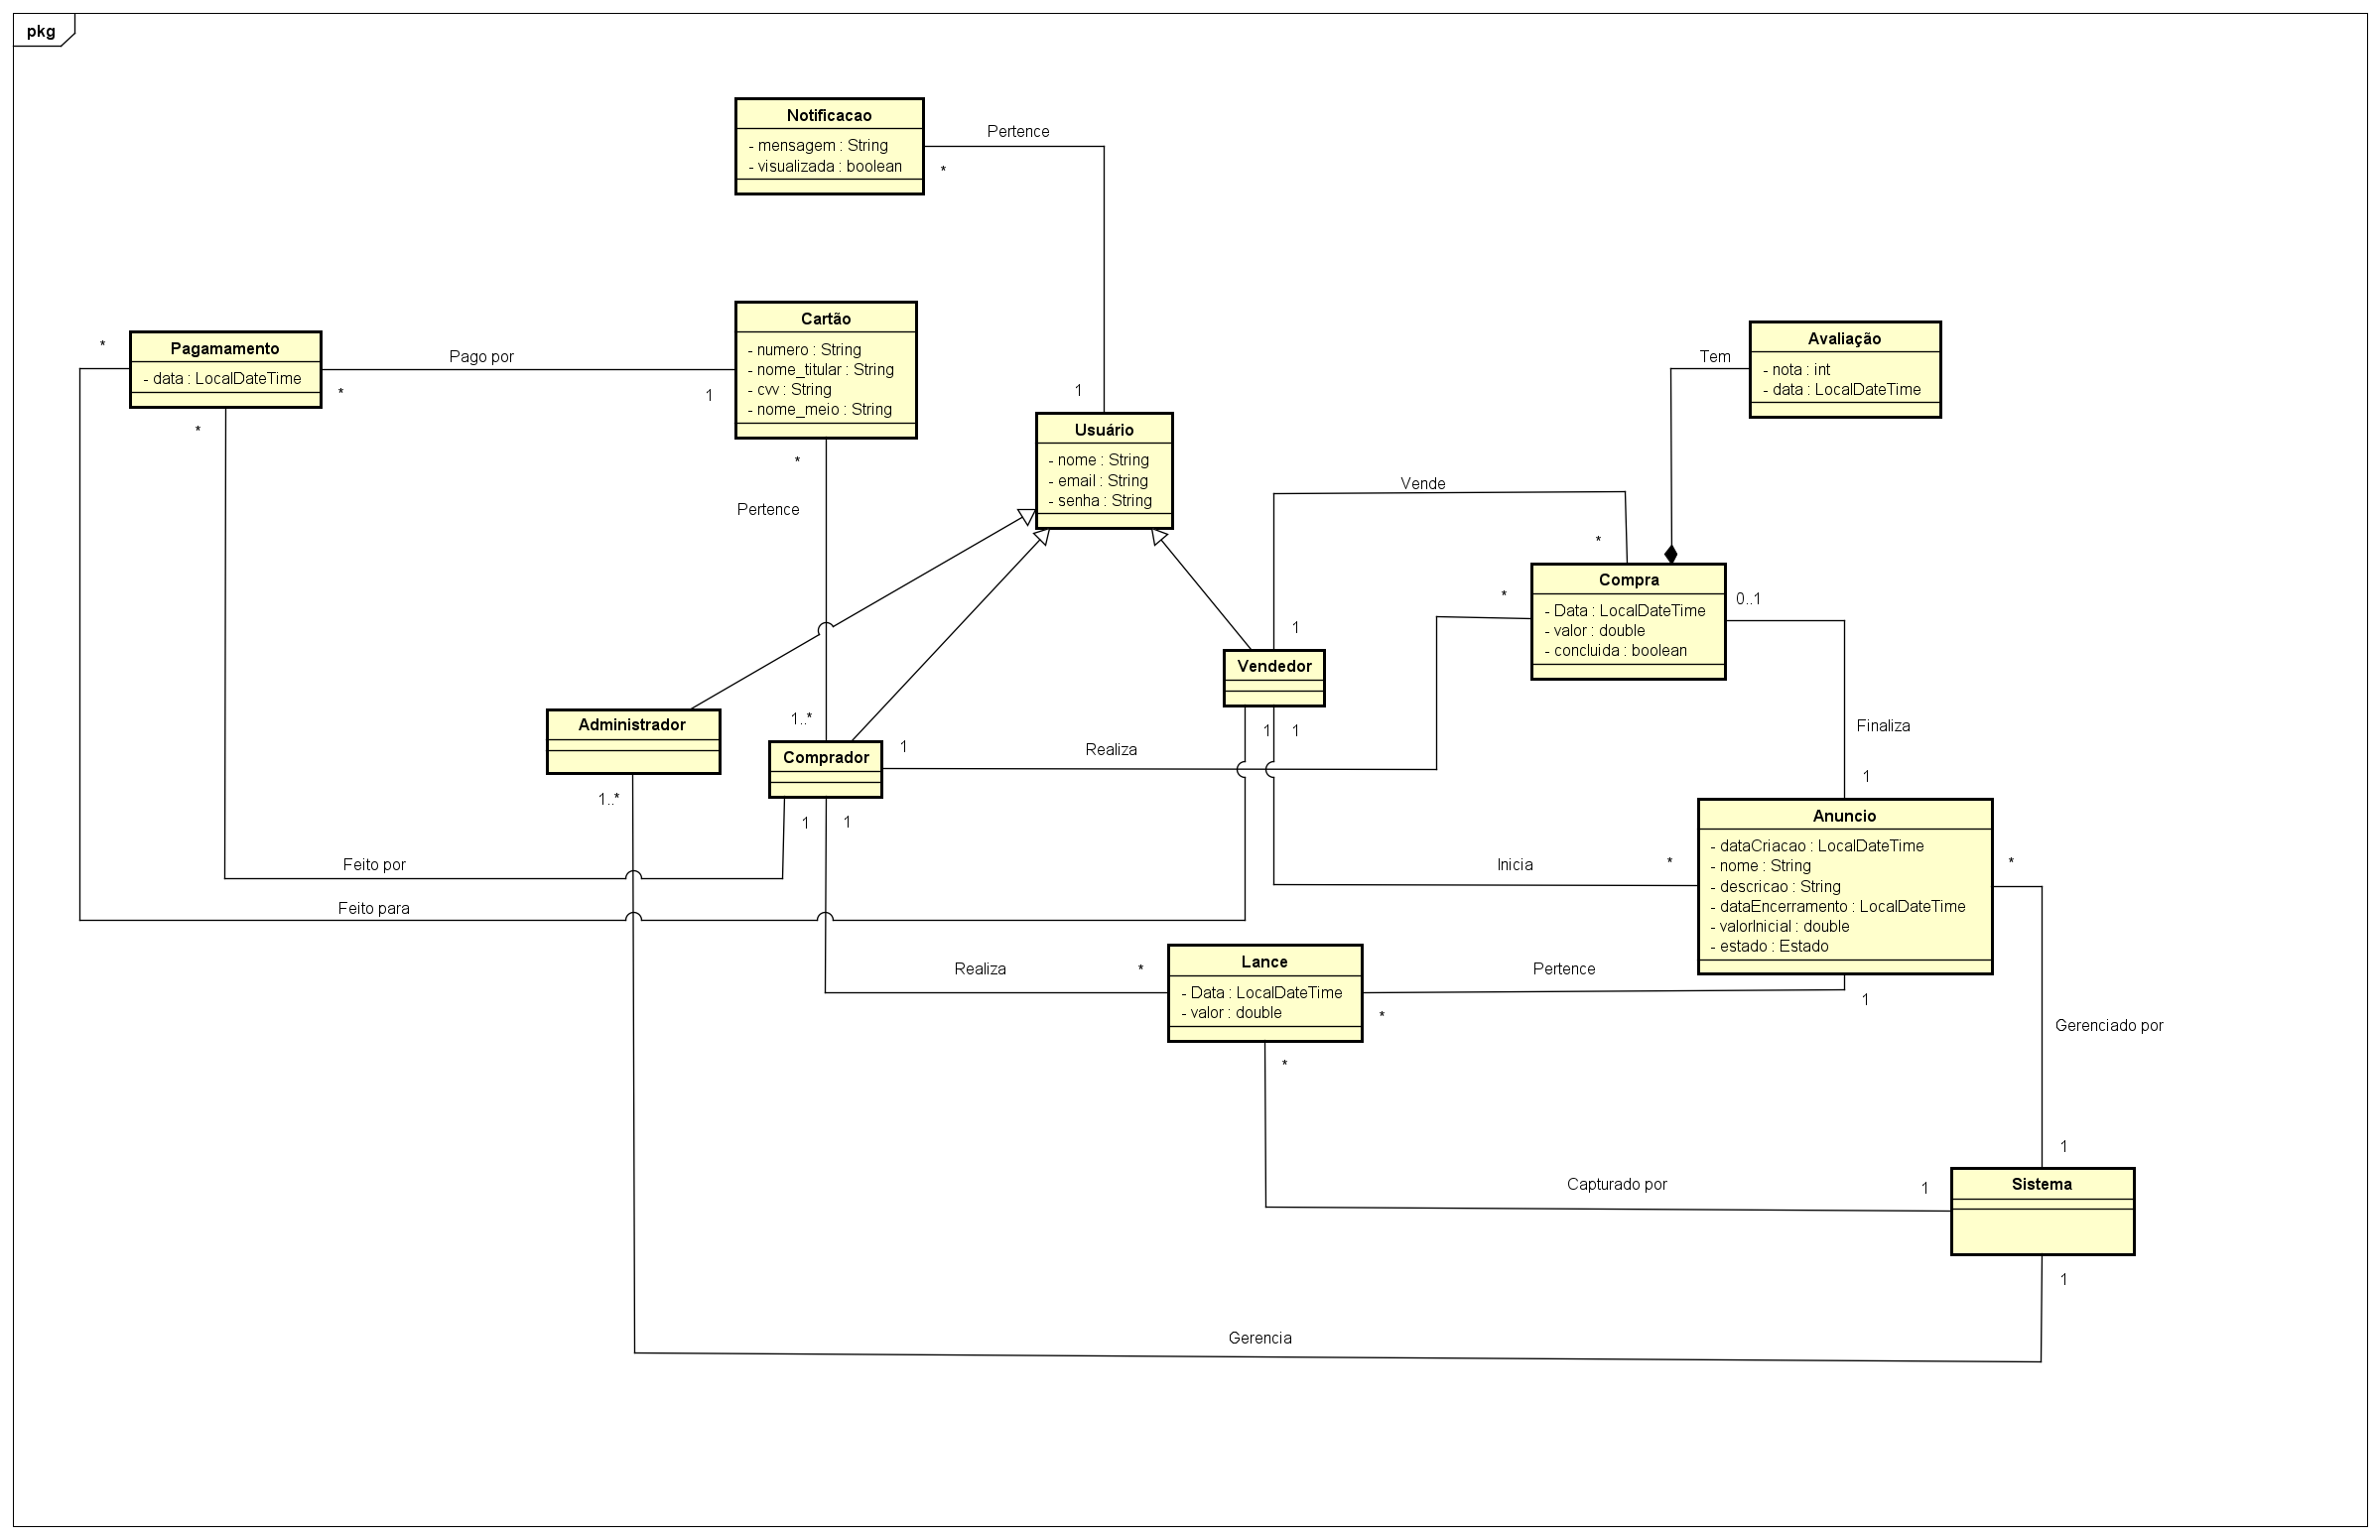 pkg
Notificacao
- mensagem : String
- visualizada : boolean
Pertence
*
1
Pagamamento
- data : LocalDateTime
*
*
*
Pago por
1
Cartão
- numero : String
- nome_titular : String
- cvv : String
- nome_meio : String
*
Pertence
1..*
Usuário
- nome : String
- email : String
- senha : String
Avaliação
- nota : int
- data : LocalDateTime
Tem
Vende
*
1
Compra
- Data : LocalDateTime
- valor : double
- concluida : boolean
*
0..1
Vendedor
1
1
Administrador
1..*
Comprador
1
1
1
Realiza
Finaliza
1
Anuncio
- dataCriacao : LocalDateTime
- nome : String
- descricao : String
- dataEncerramento : LocalDateTime
- valorInicial : double
- estado : Estado
Inicia
*
*
Feito por
Feito para
Realiza
*
Lance
- Data : LocalDateTime
- valor : double
Pertence
*
1
*
Gerenciado por
1
Capturado por
1
Sistema
1
Gerencia